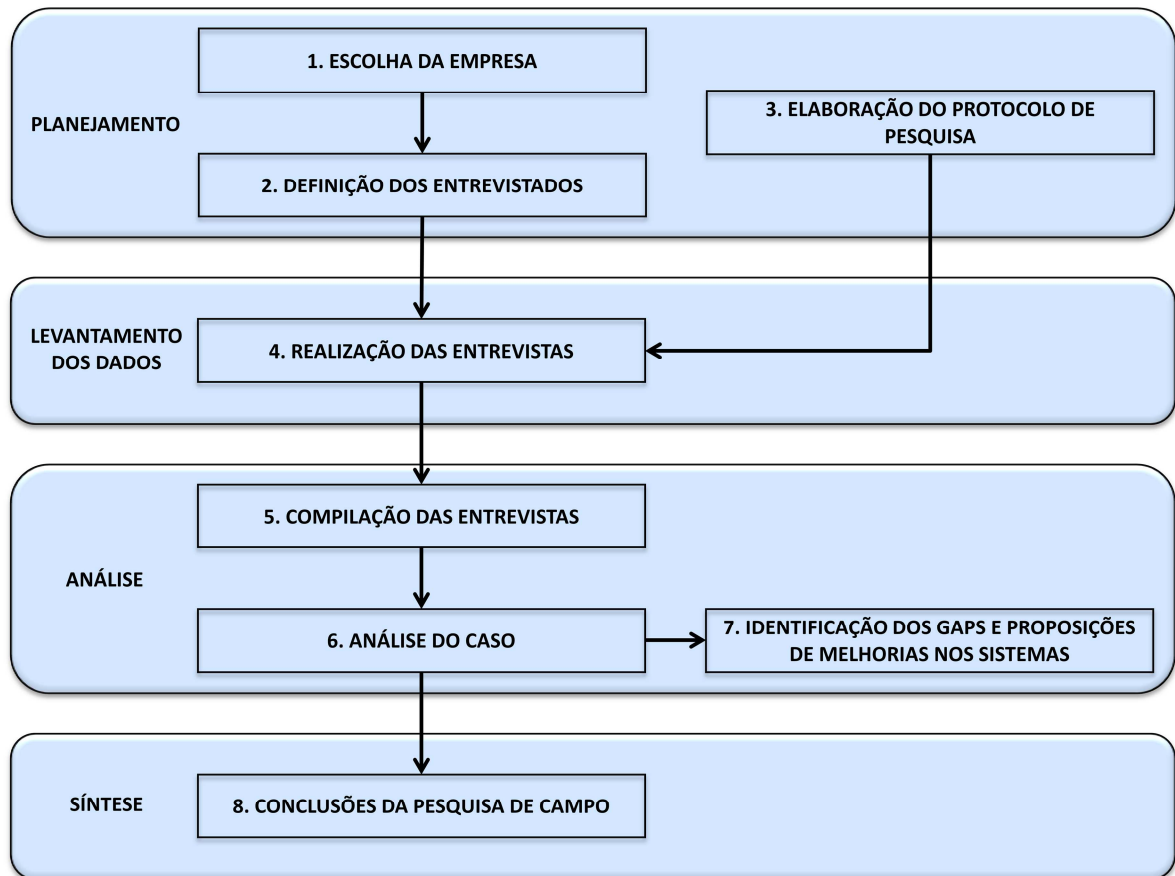 PLANEJAMENTO
1. ESCOLHA DA EMPRESA
2. DEFINIÇÃO DOS ENTREVISTADOS
3. ELABORAÇÃO DO PROTOCOLO DE
PESQUISA
LEVANTAMENTO
DOS DADOS
4. REALIZAÇÃO DAS ENTREVISTAS
ANÁLISE
5. COMPILAÇÃO DAS ENTREVISTAS
6. ANÁLISE DO CASO
7. IDENTIFICAÇÃO DOS GAPS E PROPOSIÇÕES
DE MELHORIAS NOS SISTEMAS
SÍNTESE
8. CONCLUSÕES DA PESQUISA DE CAMPO